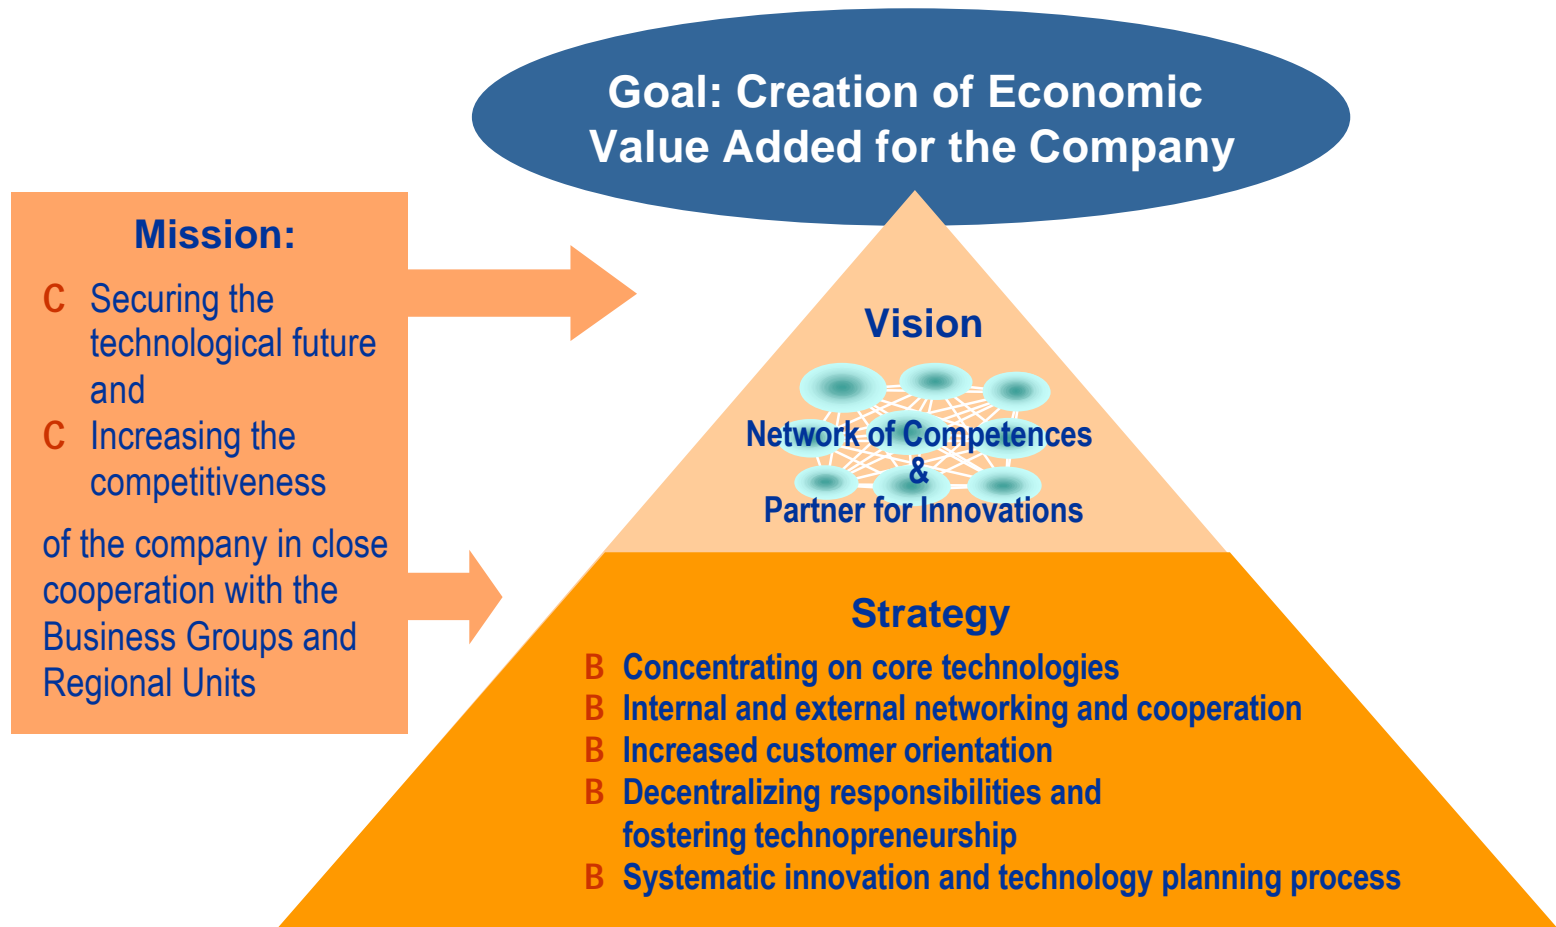 Goal: Creation of Economic
Value Added for the Company
Mission:
C Securing the
technological future
and
C Increasing the
competitiveness
of the company in close
cooperation with the
Business Groups and
Regional Units
Vision
Network of Competences
&
Partner for Innovations
Strategy
B Concentrating on core technologies
B Internal and external networking and cooperation
B Increased customer orientation
B Decentralizing responsibilities and
fostering technopreneurship
B Systematic innovation and technology planning process